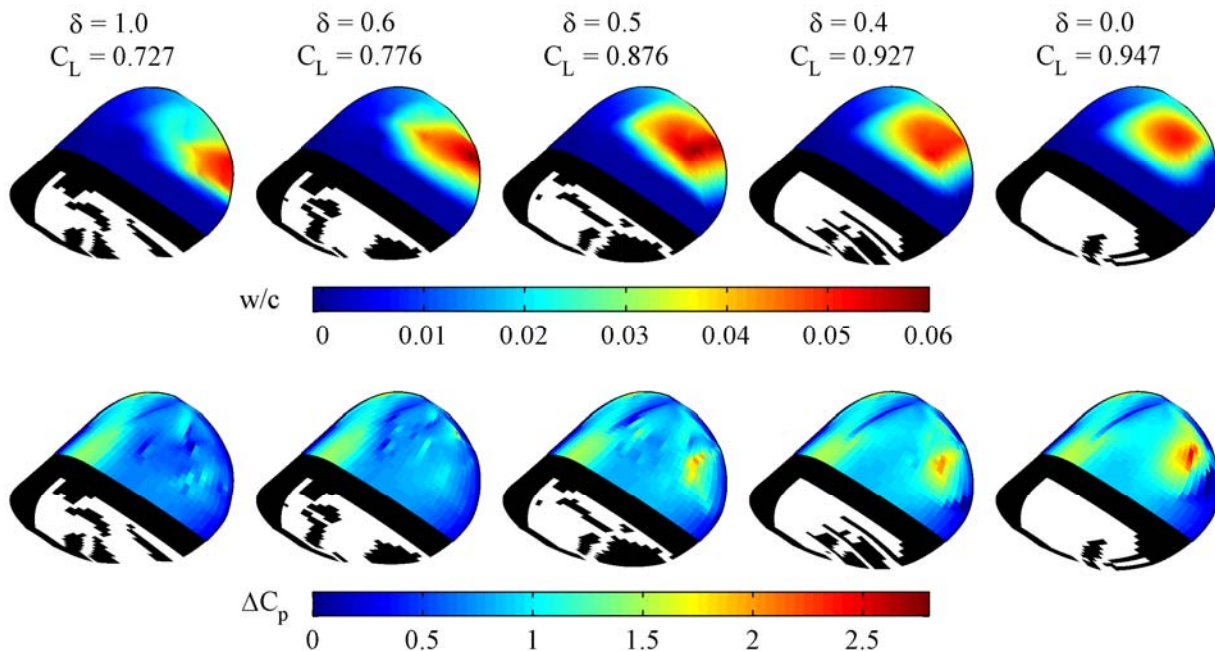 δ = 1.0 δ = 0.6 δ = 0.5 δ = 0.4 δ = 0.0
C_L = 0.727 C_L = 0.776 C_L = 0.876 C_L = 0.927 C_L = 0.947
w/c
0 0.01 0.02 0.03 0.04 0.05 0.06
ΔC_p
0 0.5 1 1.5 2 2.5